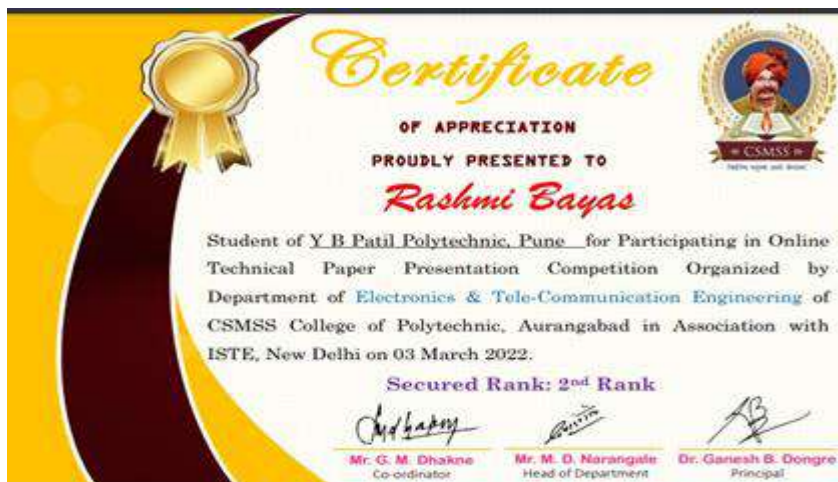 Certificate
OF APPRECIATION
PROUDLY PRESENTED TO
Rashmi Bayas
CSMSS
Student of Y B Patil Polytechnic, Pune for Participating in Online
Technical Paper Presentation Competition Organized by
Department of Electronics & Tele-Communication Engineering of
CSMSS College of Polytechnic, Aurangabad in Association with
ISTE, New Delhi on 03 March 2022.
Secured Rank: 2nd Rank
Mr. G. M. Dhakne
Co-ordinator
Mr. M. D. Narangale
Head of Department
Dr. Ganesh B. Dongre
Principal